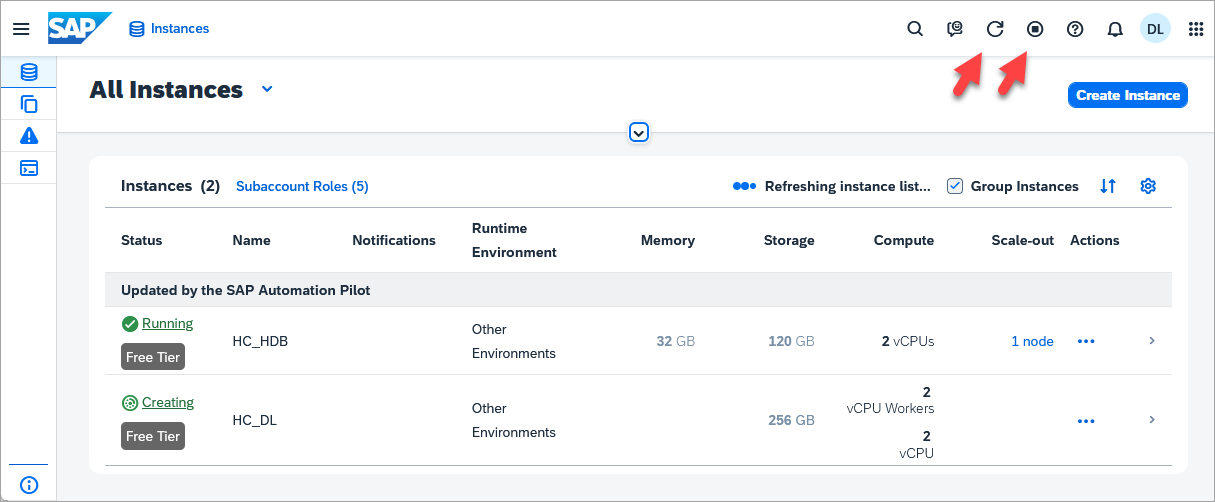 SAP Instances DL
All Instances
Create Instance
Instances (2) Subaccount Roles (5) Refreshing instance list... Group Instances
Status Name Notifications Runtime Environment Memory Storage Compute Scale-out Actions
Updated by the SAP Automation Pilot
Running
Free Tier
HC_HDB
Other
Environments
32 GB
120 GB
2 vCPUs
1 node
Creating
Free Tier
HC_DL
Other
Environments
256 GB
2
vCPU Workers
2
vCPU